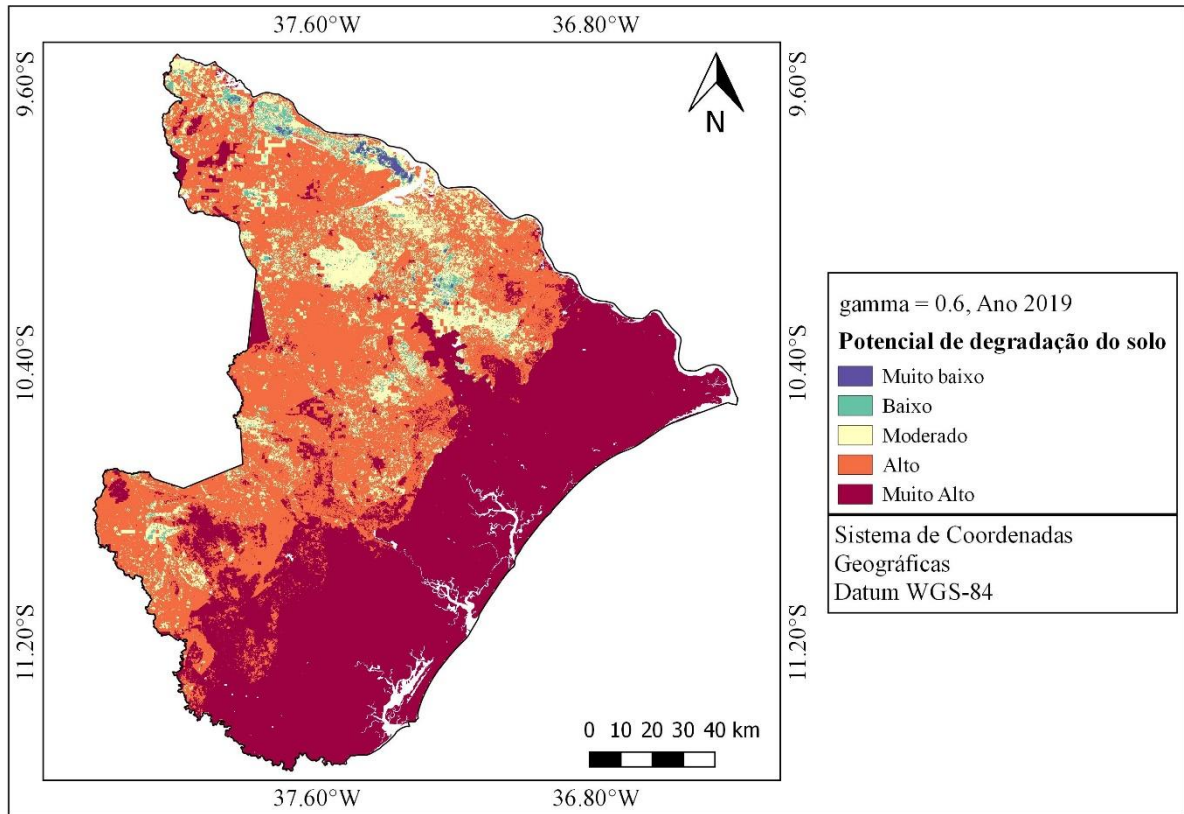 37.60°W 36.80°W
9.60°S 9.60°S
N
10.40°S 10.40°S
gamma = 0.6, Ano 2019
Potencial de degradação do solo
Muito baixo
Baixo
Moderado
Alto
Muito Alto
Sistema de Coordenadas
Geográficas
Datum WGS-84
11.20°S 11.20°S
0 10 20 30 40 km
37.60°W 36.80°W